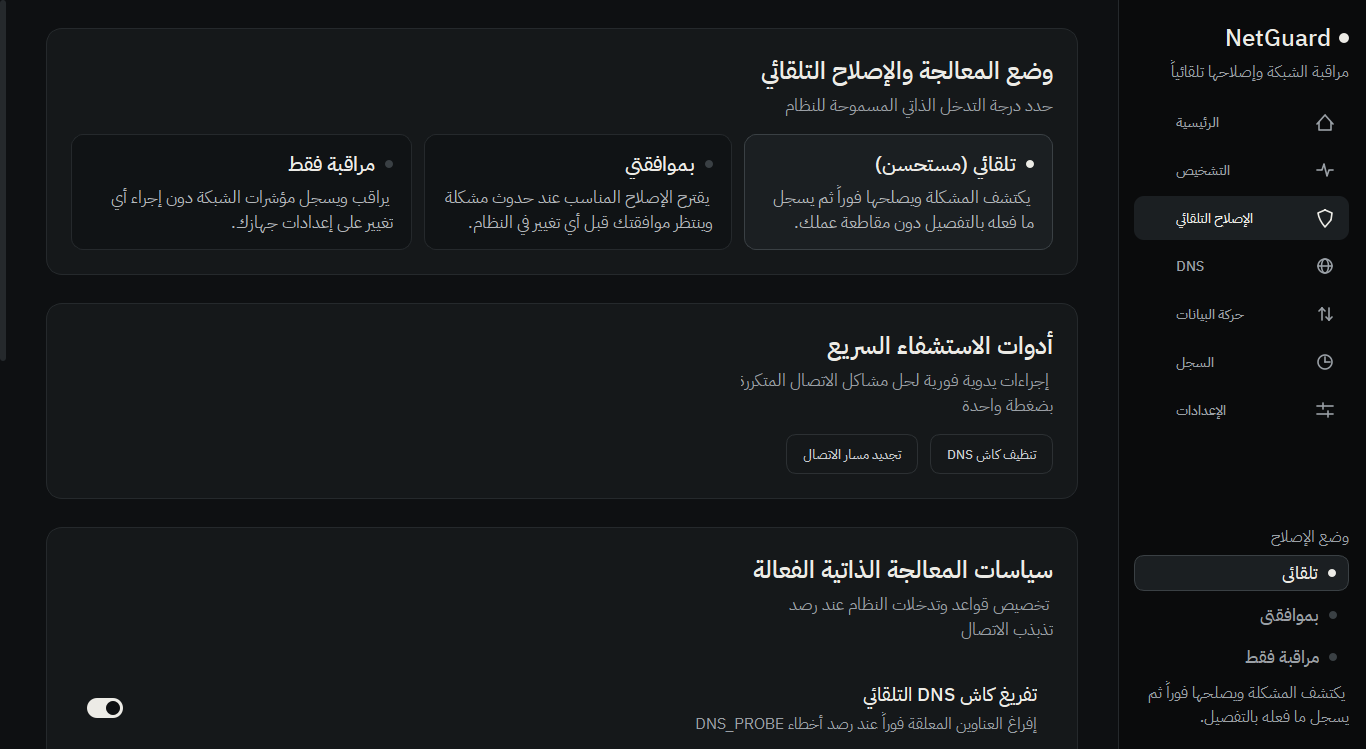 NetGuard
مراقبة الشبكة وإصلاحها تلقائياً
الرئيسية
التشخيص
الإصلاح التلقائي
DNS
حركة البيانات
السجل
الإعدادات
وضع الإصلاح
تلقائي
بموافقتي
مراقبة فقط
يكتشف المشكلة ويصلحها فوراً ثم
يسجل ما فعله بالتفصيل.
وضع المعالجة والإصلاح التلقائي
حدد درجة التدخل الذاتي المسموحة للنظام
تلقائي (مستحسن)
يكتشف المشكلة ويصلحها فوراً ثم يسجل
ما فعله بالتفصيل دون مقاطعة عملك.
بموافقتي
يقترح الإصلاح المناسب عند حدوث مشكلة
وينتظر موافقتك قبل أي تغيير في النظام.
مراقبة فقط
يراقب ويسجل مؤشرات الشبكة دون إجراء أي
تغيير على إعدادات جهازك.
أدوات الاستشفاء السريع
إجراءات يدوية فورية لحل مشاكل الاتصال المتكررة
بضغطة واحدة
تنظيف كاش DNS
تجديد مسار الاتصال
سياسات المعالجة الذاتية الفعالة
تخصيص قواعد وتدخلات النظام عند رصد
تذبذب الاتصال
تفريغ كاش DNS التلقائي
إفراغ العناوين المعلقة فوراً عند رصد أخطاء DNS_PROBE